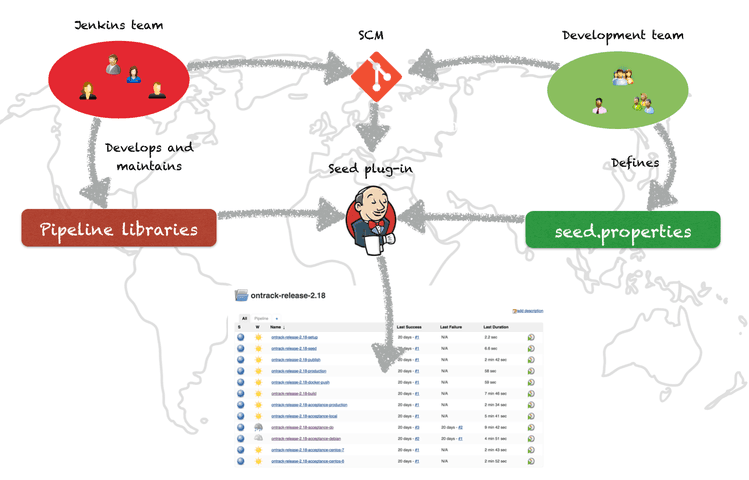 Jenkins team
SCM
Development team
Develops and
maintains
Defines
Seed plug-in
Pipeline libraries
seed.properties
ontrack-release-2.18
add description
All Pipeline +
S W Name ↓ Last Success Last Failure Last Duration
ontrack-release-2.18-setup 20 days - #1 N/A 3.2 sec
ontrack-release-2.18-seed 20 days - #1 N/A 6.6 sec
ontrack-release-2.18-publish 20 days - #1 N/A 2 min 42 sec
ontrack-release-2.18-production 20 days - #1 N/A 58 sec
ontrack-release-2.18-docker-push 20 days - #1 N/A 59 sec
ontrack-release-2.18-build 20 days - #1 N/A 7 min 46 sec
ontrack-release-2.18-acceptance-production 20 days - #1 N/A 2 min 34 sec
ontrack-release-2.18-acceptance-local 20 days - #1 N/A 5 min 41 sec
ontrack-release-2.18-acceptance-do 20 days - 20 days - #2 6 min 42 sec
ontrack-release-2.18-acceptance-debian 20 days - 20 days - #1 4 min 51 sec
ontrack-release-2.18-acceptance-centos-7 20 days - #1 N/A 2 min 42 sec
ontrack-release-2.18-acceptance-centos-6 20 days - #1 N/A 2 min 52 sec